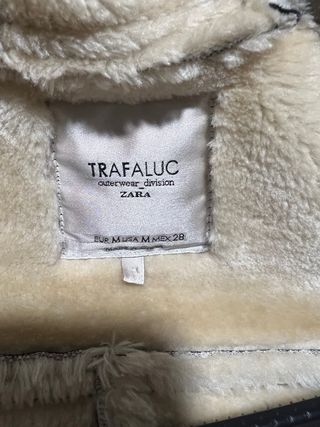 TRAFALUC
outerwear_division
ZARA
EUR M USA M MEX 28